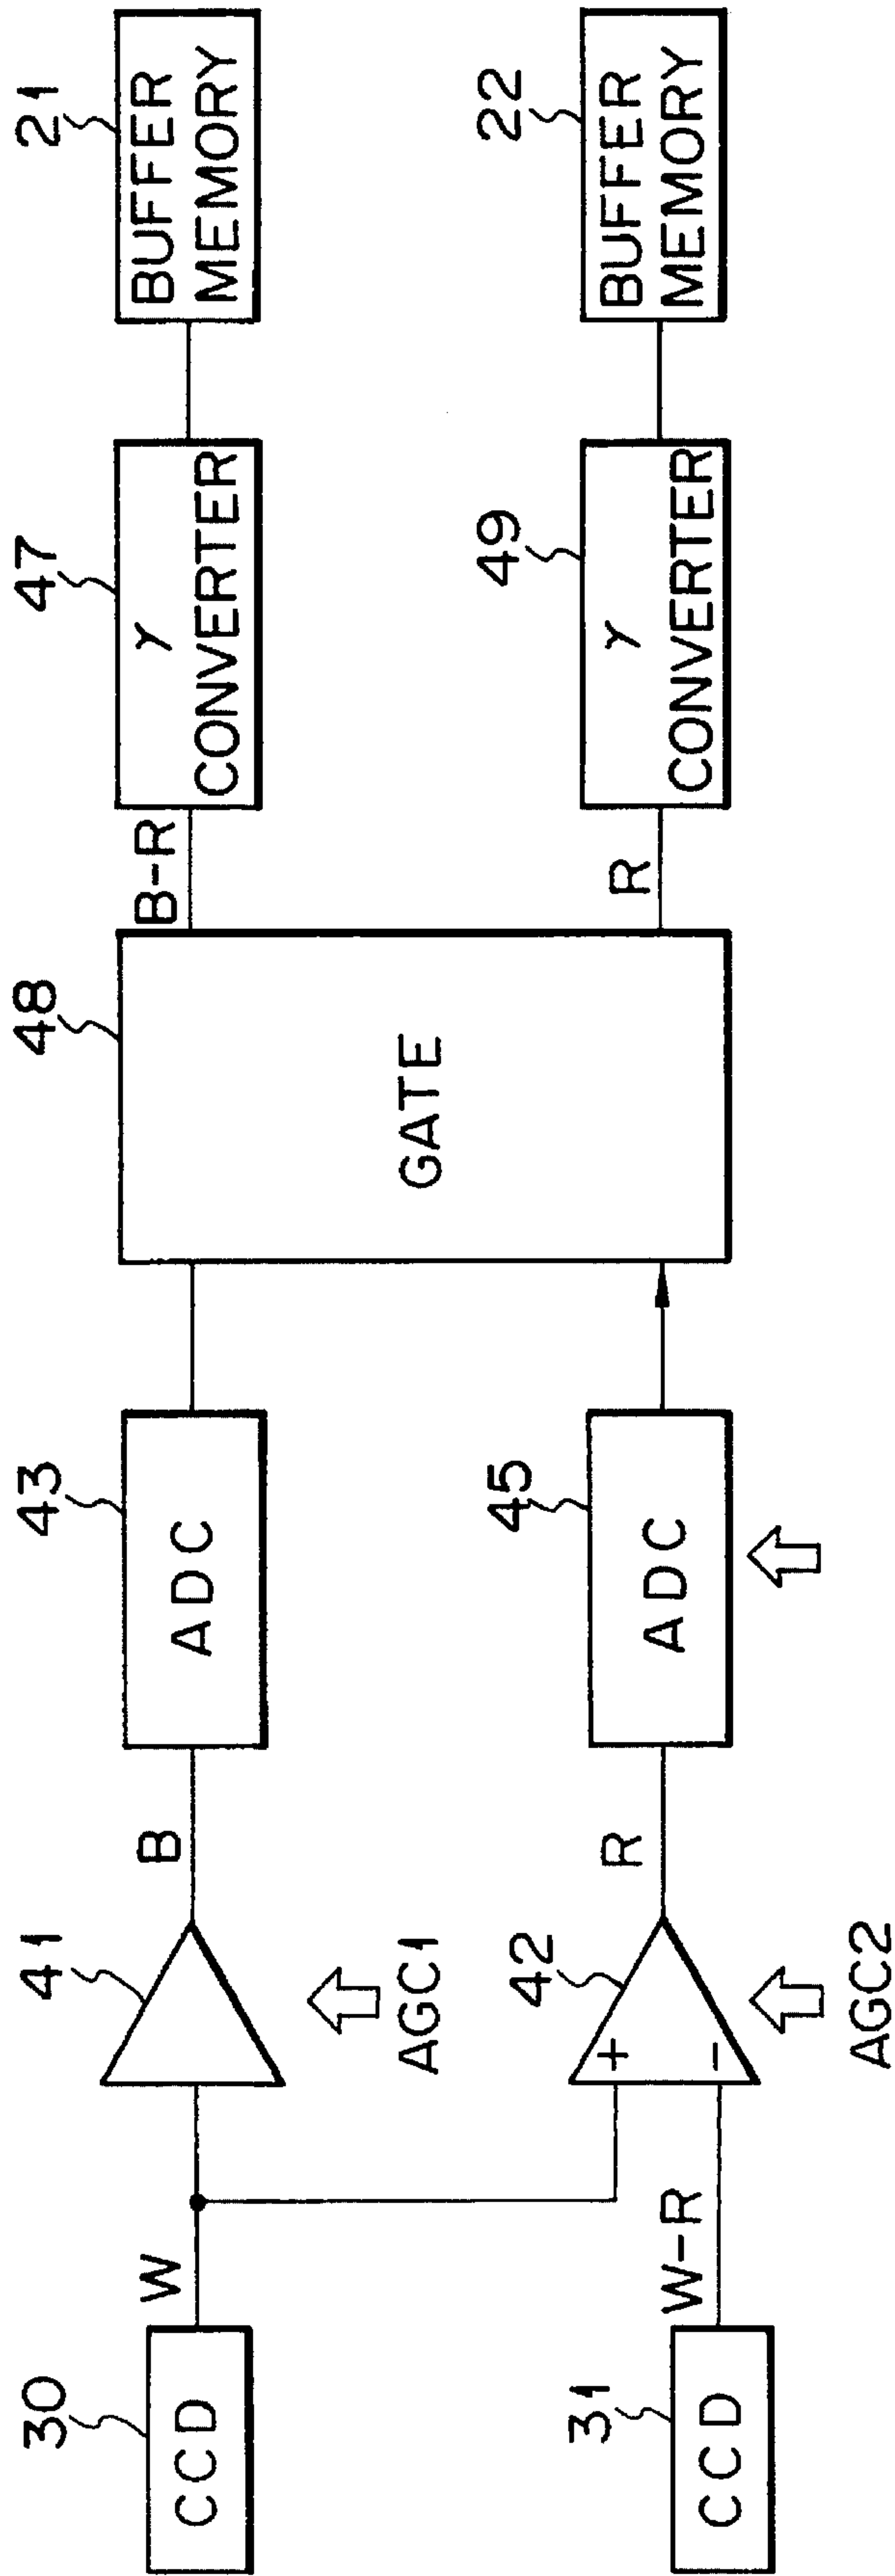 30
CCD
W
41
AGC1
B
43
ADC
48
GATE
B-R
47
γ
CONVERTER
21
BUFFER
MEMORY
31
CCD
W-R
42
+
-
AGC2
R
45
ADC
R
49
γ
CONVERTER
22
BUFFER
MEMORY